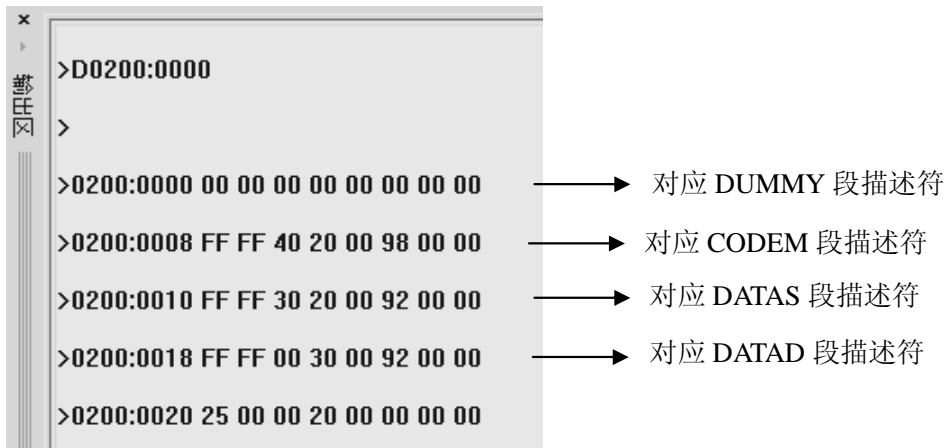 ×
输出区
>D0200:0000
>
>0200:0000 00 00 00 00 00 00 00 00
对应 DUMMY 段描述符
>0200:0008 FF FF 40 20 00 98 00 00
对应 CODEM 段描述符
>0200:0010 FF FF 30 20 00 92 00 00
对应 DATAS 段描述符
>0200:0018 FF FF 00 30 00 92 00 00
对应 DATAD 段描述符
>0200:0020 25 00 00 20 00 00 00 00